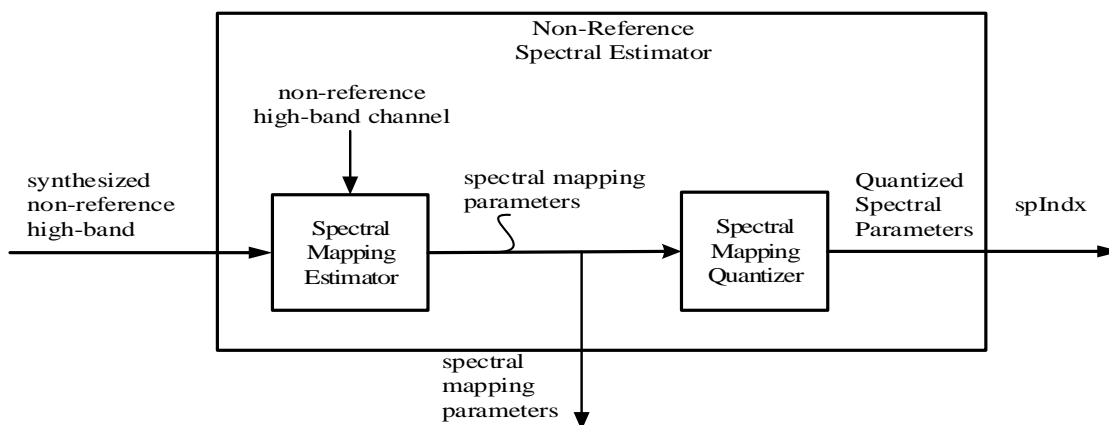 Non-Reference
Spectral Estimator
non-reference
high-band channel
synthesized
non-reference
high-band
Spectral
Mapping
Estimator
spectral mapping
parameters
Spectral
Mapping
Quantizer
Quantized
Spectral
Parameters
spIndx
spectral
mapping
parameters